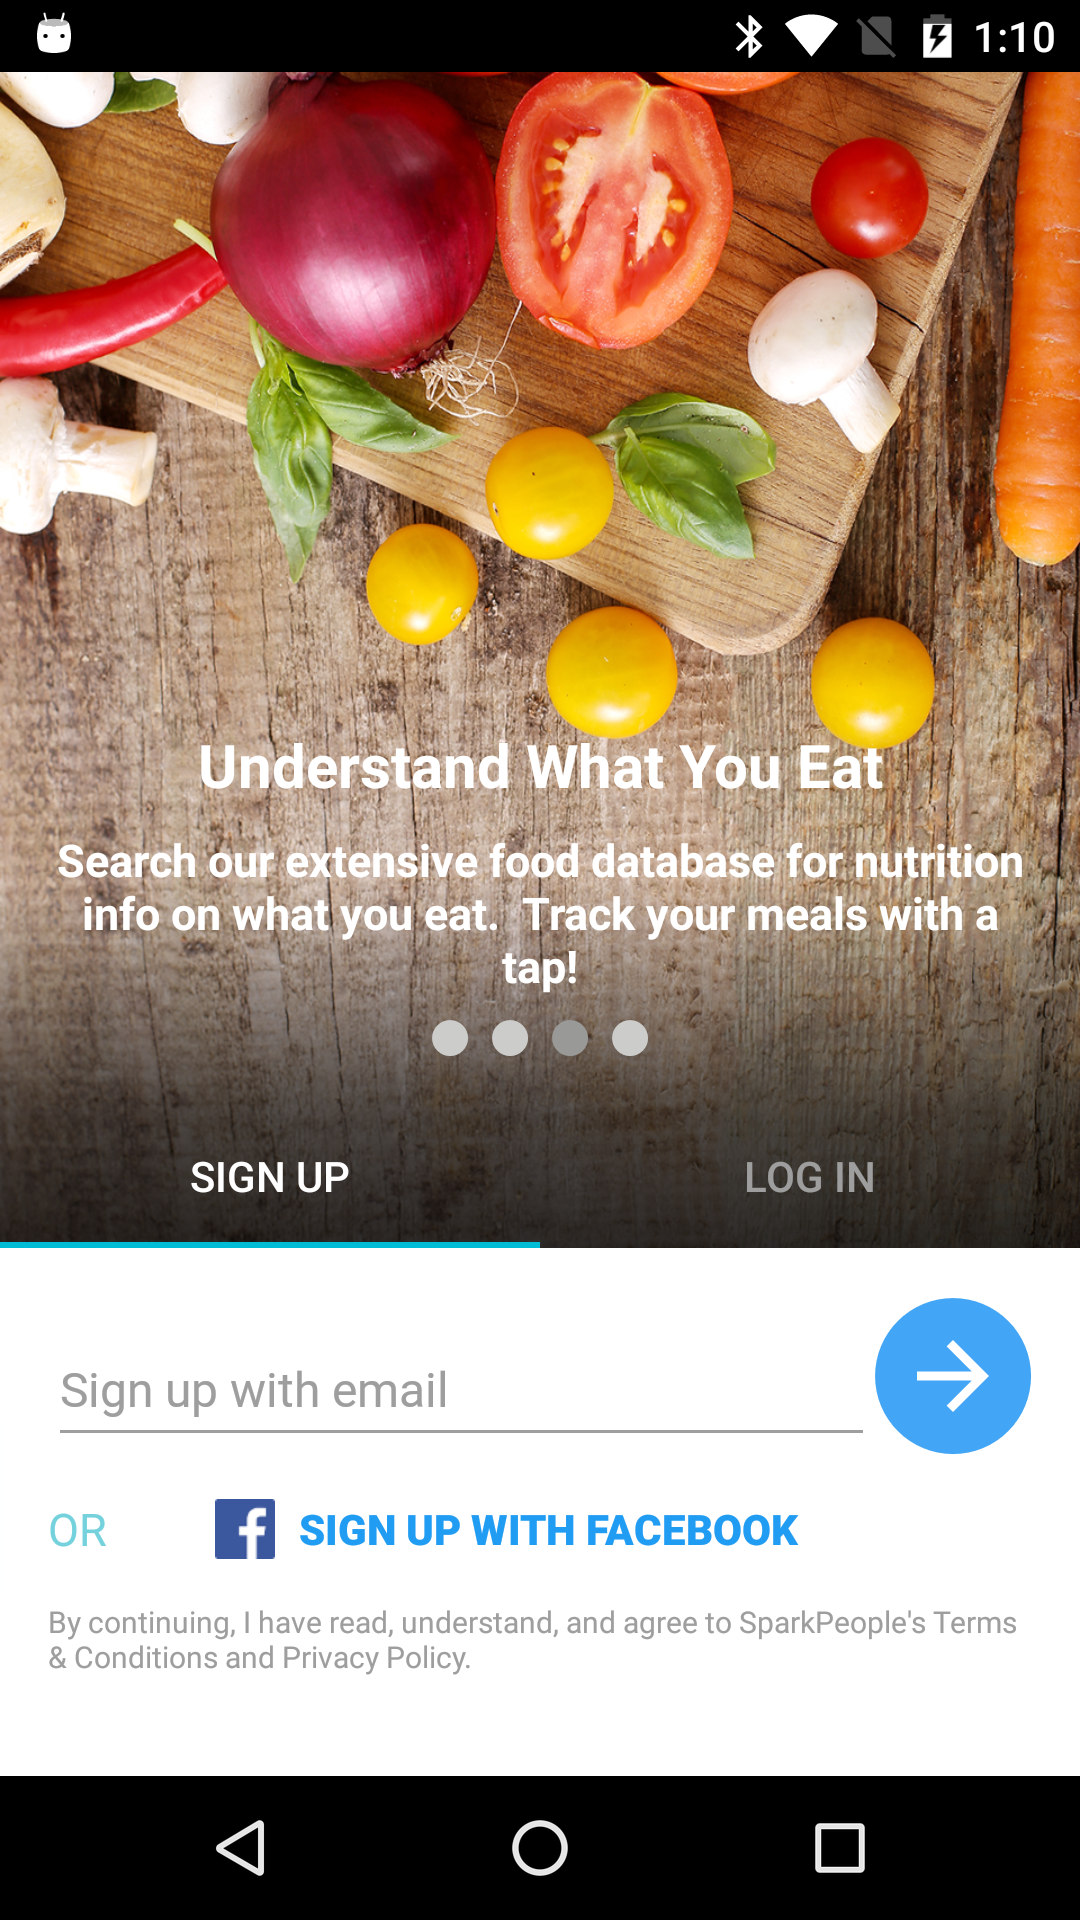 1:10
Understand What You Eat
Search our extensive food database for nutrition
info on what you eat.  Track your meals with a
tap!
SIGN UP
LOG IN
Sign up with email
OR
SIGN UP WITH FACEBOOK
By continuing, I have read, understand, and agree to SparkPeople's Terms
& Conditions and Privacy Policy.